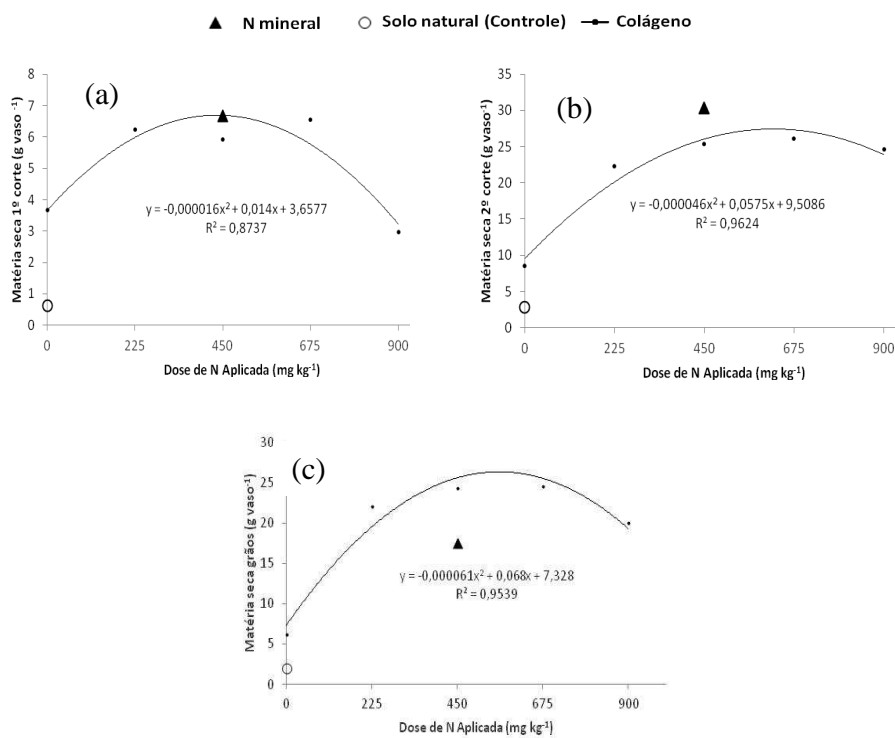 N mineral Solo natural (Controle) Colágeno
(a)
Matéria seca 1º corte (g vaso⁻¹)
8
7
6
5
4
3
2
1
0
y = -0,000016x² + 0,014x + 3,6577
R² = 0,8737
0 225 450 675 900
Dose de N Aplicada (mg kg⁻¹)
(b)
Matéria seca 2º corte (g vaso⁻¹)
35
30
25
20
15
10
5
0
y = -0,000046x² + 0,0575x + 9,5086
R² = 0,9624
0 225 450 675 900
Dose de N Aplicada (mg kg⁻¹)
(c)
Matéria seca grãos (g vaso⁻¹)
30
25
20
15
10
5
0
y = -0,000061x² + 0,068x + 7,328
R² = 0,9539
0 225 450 675 900
Dose de N Aplicada (mg kg⁻¹)